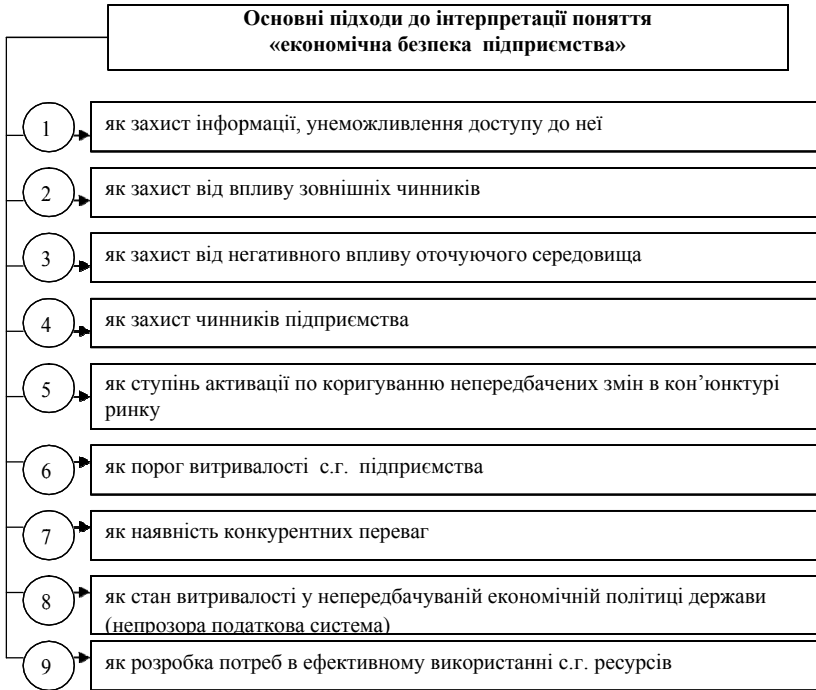 Основні підходи до інтерпретації поняття
«економічна безпека підприємства»
1
як захист інформації, унеможливлення доступу до неї
2
як захист від впливу зовнішніх чинників
3
як захист від негативного впливу оточуючого середовища
4
як захист чинників підприємства
5
як ступінь активації по коригуванню непередбачених змін в кон’юнктурі
ринку
6
як порог витривалості с.г. підприємства
7
як наявність конкурентних переваг
8
як стан витривалості у непередбачуваній економічній політиці держави
(непрозора податкова система)
9
як розробка потреб в ефективному використанні с.г. ресурсів